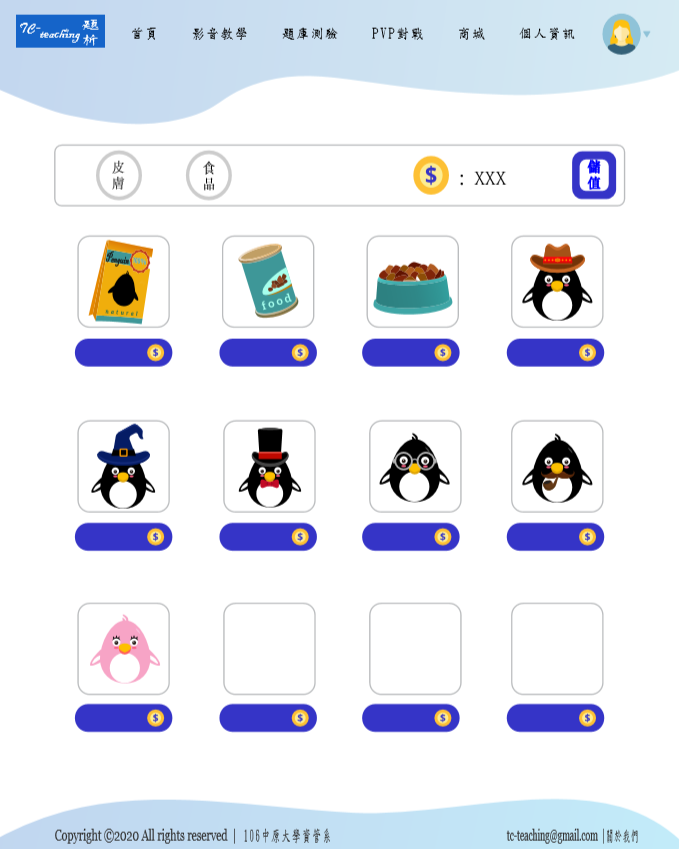 TC-teaching 題析
首頁 影音教學 題庫測驗 PVP對戰 商城 個人資訊
皮膚 食品 $ : XXX 儲值
Penguin
natural
food
$ $ $ $
$ $ $ $
$ $ $ $
Copyright ©2020 All rights reserved | 106中原大學資管系 tc-teaching@gmail.com |關於我們